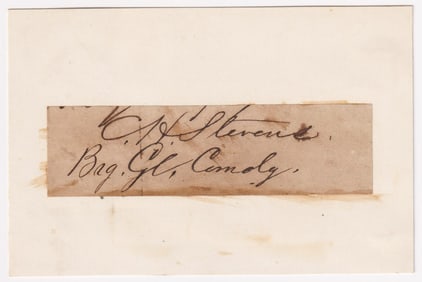 C. H. Stevens.
Brg. Gl, Comdg.